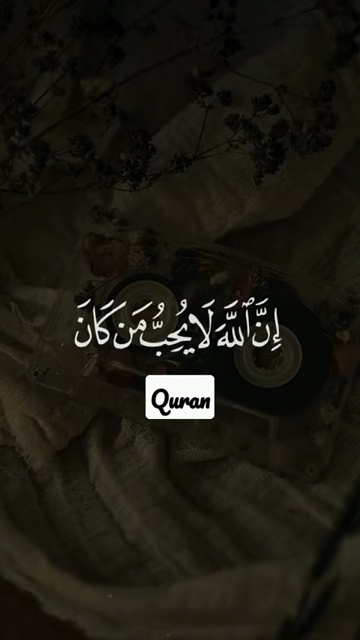 إِنَّ ٱللَّهَ لَا يُحِبُّ مَن كَانَ
Quran